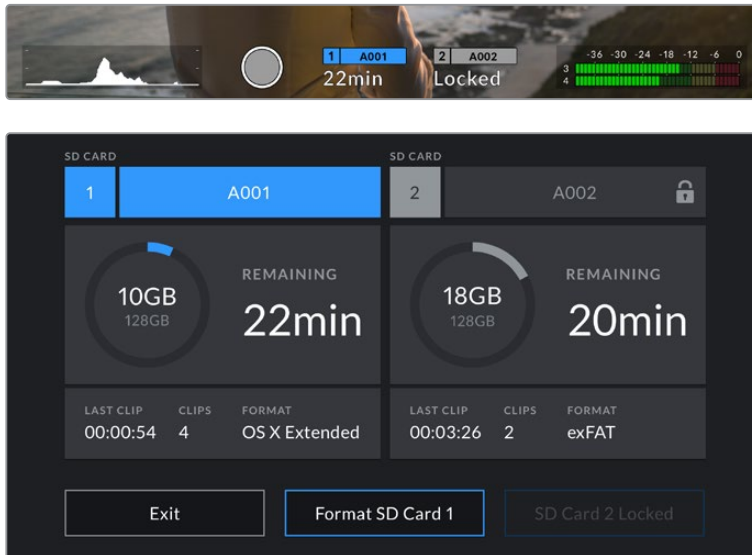 1 A001 2 A002 -36 -30 -24 -18 -12 -6 0
22min Locked 3
4
SD CARD SD CARD
1 A001 2 A002
REMAINING REMAINING
10GB 22min 18GB 20min
128GB 128GB
LAST CLIP CLIPS FORMAT LAST CLIP CLIPS FORMAT
00:00:54 4 OS X Extended 00:03:26 2 exFAT
Exit Format SD Card 1 SD Card 2 Locked